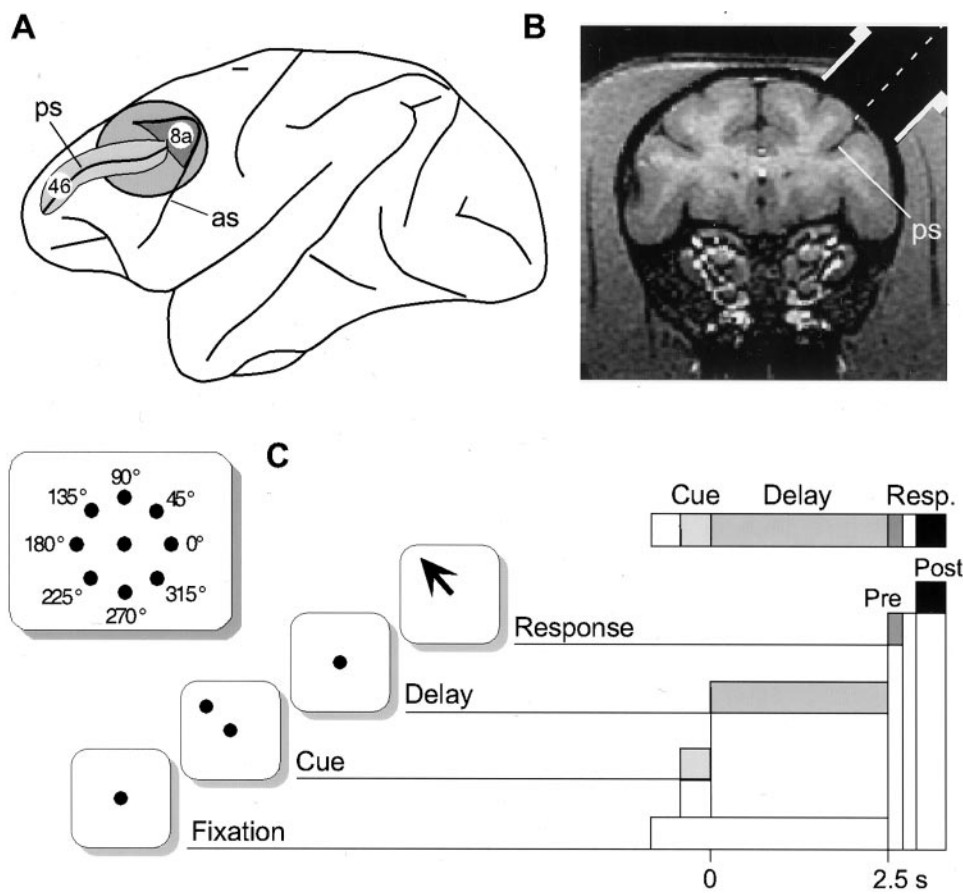 A
B
ps
8a
46
as
ps
C
90°
135°
45°
180°
0°
225°
315°
270°
Cue Delay Resp.
Post
Pre
Response
Delay
Cue
Fixation
0
2.5 s